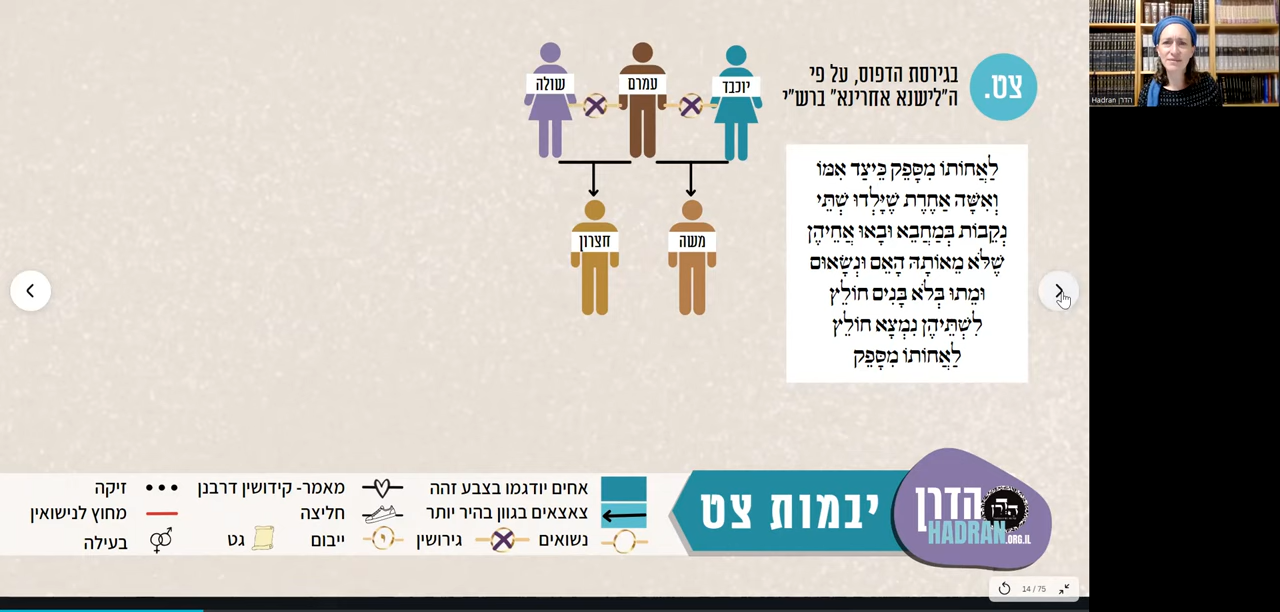 שולה
עמרם
יוכבד
בגירסת הדפוס, על פי
ה"לישנא אחרינא" ברש"י
צט.
חצרון
משה
לַאֲחוֹתוֹ מִסָּפֵק כֵּיצַד אִמּוֹ
וְאִשָּׁה אַחֶרֶת שֶׁיָּלְדוּ שְׁתֵּי
נְקֵבוֹת בְּמַחֲבֵא וּבָאוּ אֲחֵיהֶן
שֶׁלֹּא מֵאוֹתָהּ הָאֵם וּנְשָׂאוּם
וּמֵתוּ בְּלֹא בָּנִים חוֹלֵץ
לִשְׁתֵּיהֶן נִמְצָא חוֹלֵץ
לַאֲחוֹתוֹ מִסָּפֵק
Hadran הדרן
אחים יודגמו בצבע זהה
צאצאים בגוון בהיר יותר
נשואים
גירושין
מאמר- קידושין דרבנן
חליצה
ייבום
גט
זיקה
מחוץ לנישואין
בעילה
יבמות צט
הדרן
HADRAN.ORG.IL
14 / 75